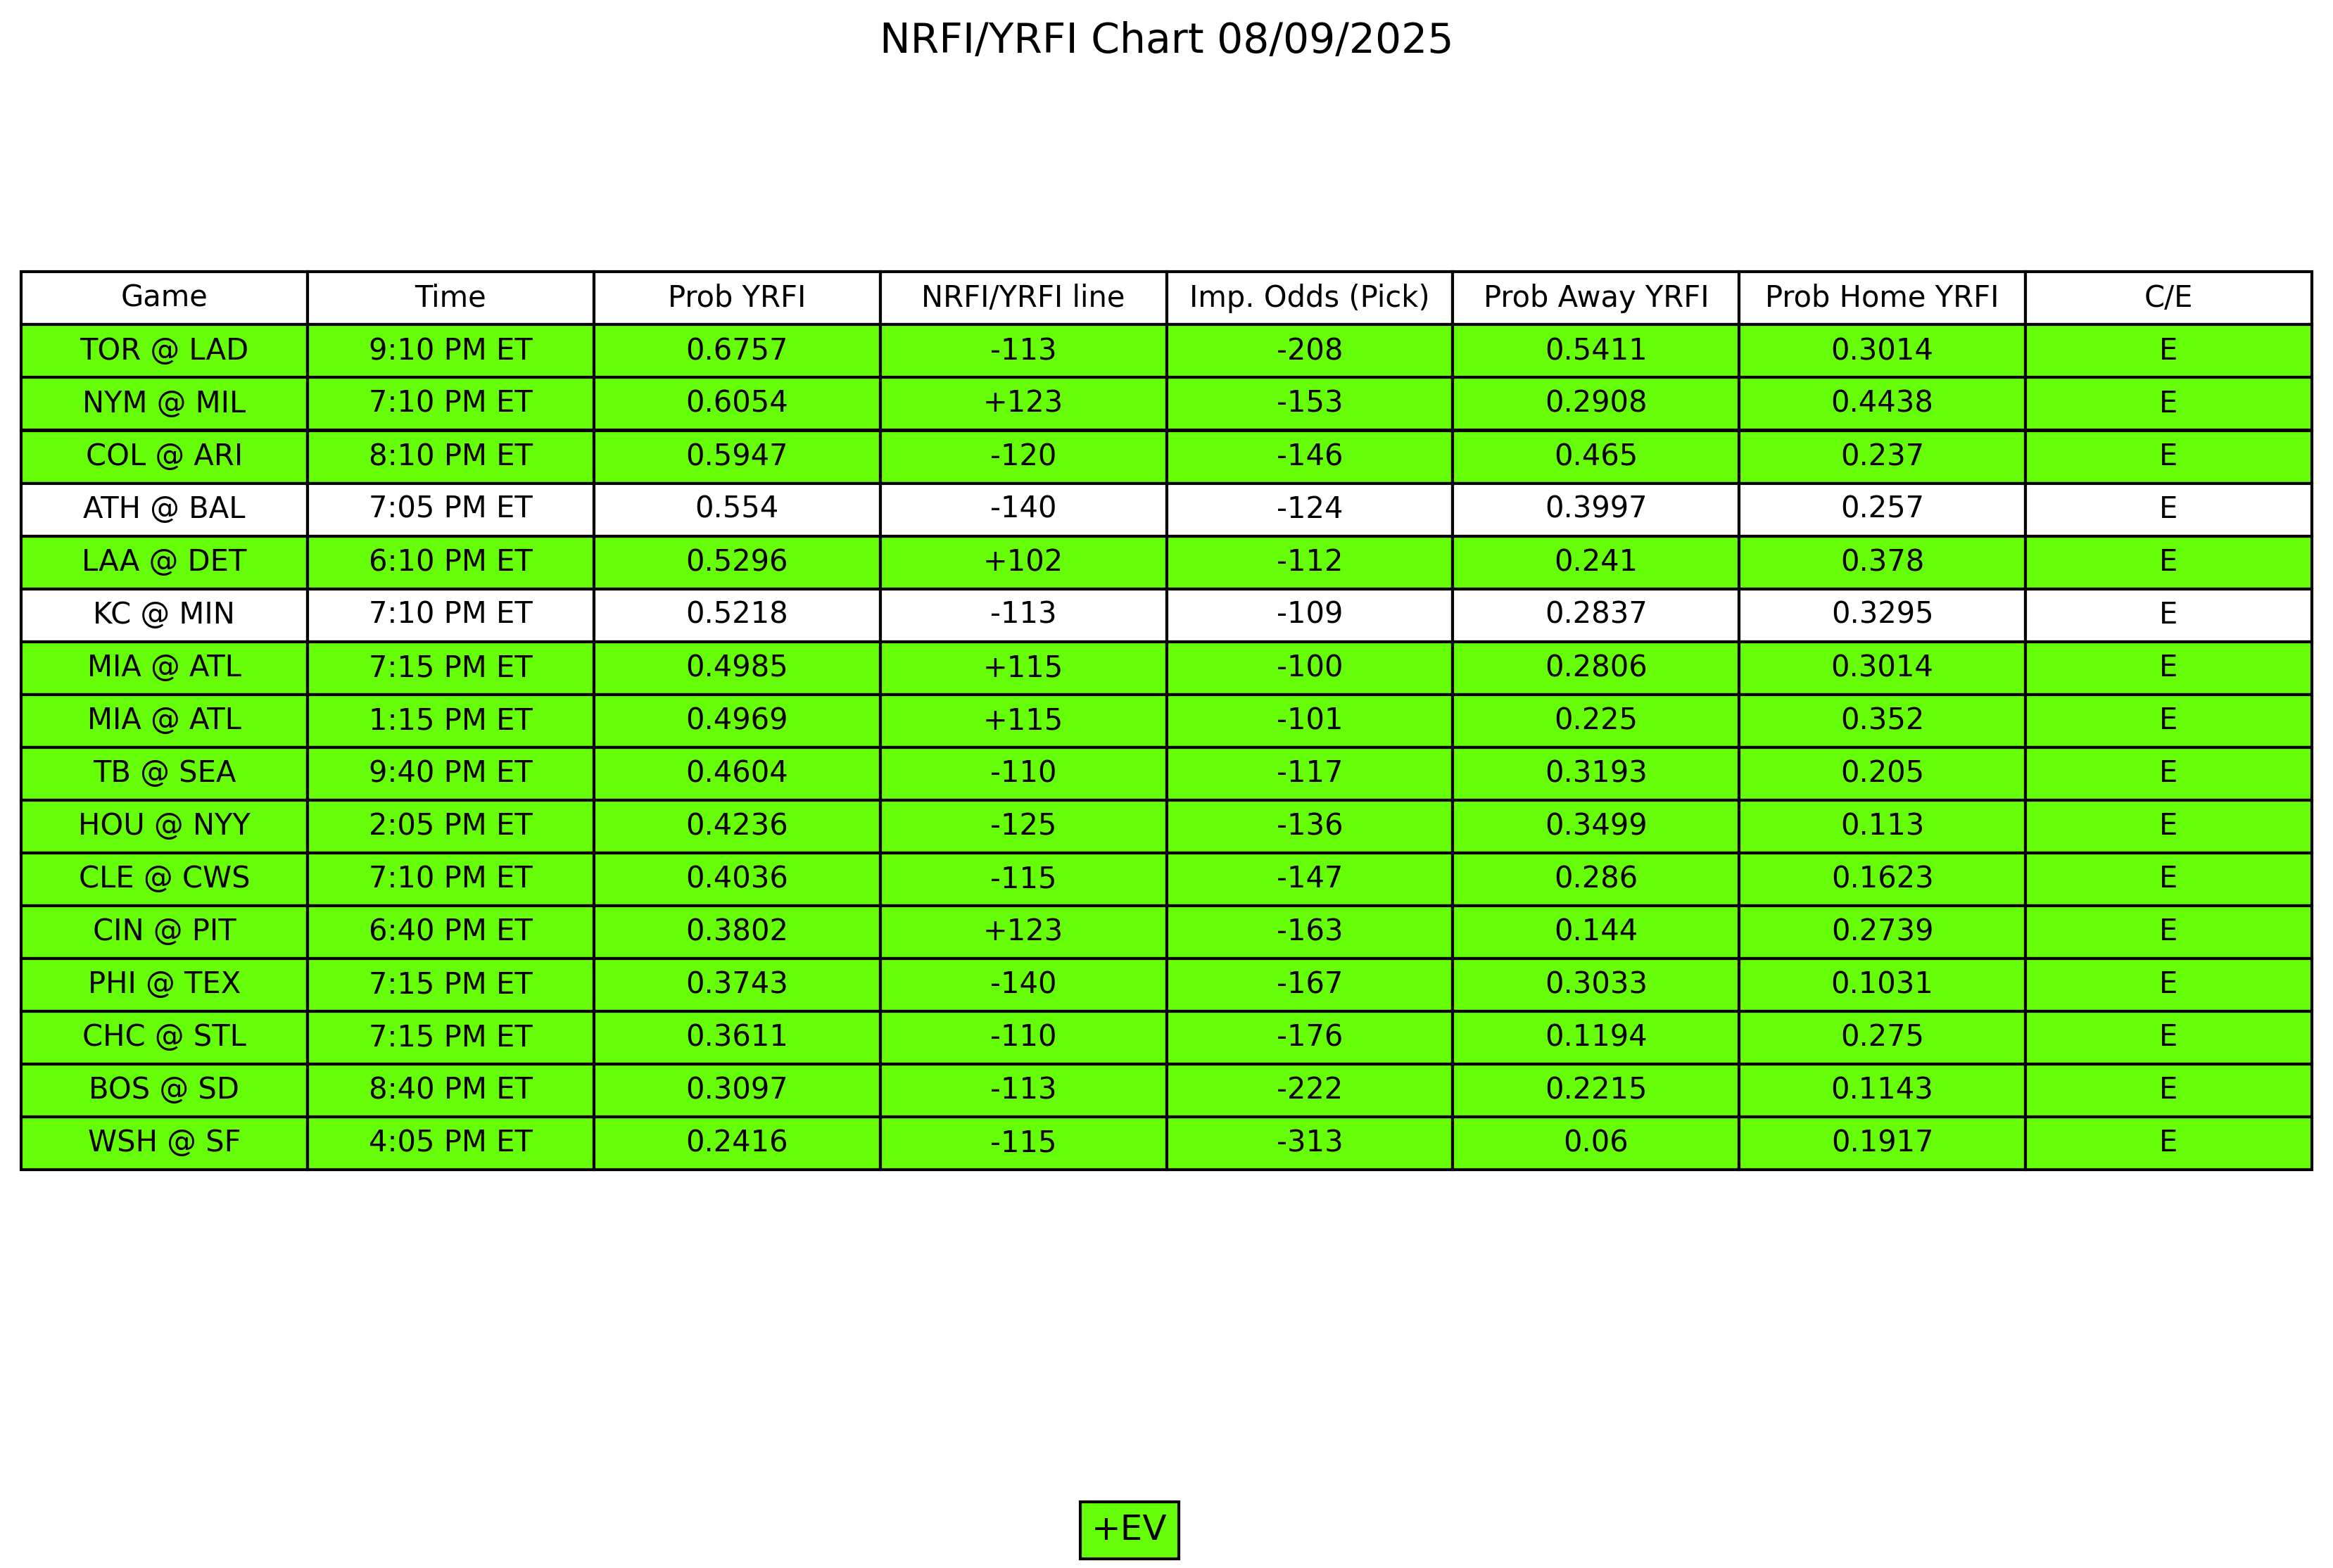 NRFI/YRFI Chart 08/09/2025
Game Time Prob YRFI NRFI/YRFI line Imp. Odds (Pick) Prob Away YRFI Prob Home YRFI C/E
TOR @ LAD 9:10 PM ET 0.6757 -113 -208 0.5411 0.3014 E
NYM @ MIL 7:10 PM ET 0.6054 +123 -153 0.2908 0.4438 E
COL @ ARI 8:10 PM ET 0.5947 -120 -146 0.465 0.237 E
ATH @ BAL 7:05 PM ET 0.554 -140 -124 0.3997 0.257 E
LAA @ DET 6:10 PM ET 0.5296 +102 -112 0.241 0.378 E
KC @ MIN 7:10 PM ET 0.5218 -113 -109 0.2837 0.3295 E
MIA @ ATL 7:15 PM ET 0.4985 +115 -100 0.2806 0.3014 E
MIA @ ATL 1:15 PM ET 0.4969 +115 -101 0.225 0.352 E
TB @ SEA 9:40 PM ET 0.4604 -110 -117 0.3193 0.205 E
HOU @ NYY 2:05 PM ET 0.4236 -125 -136 0.3499 0.113 E
CLE @ CWS 7:10 PM ET 0.4036 -115 -147 0.286 0.1623 E
CIN @ PIT 6:40 PM ET 0.3802 +123 -163 0.144 0.2739 E
PHI @ TEX 7:15 PM ET 0.3743 -140 -167 0.3033 0.1031 E
CHC @ STL 7:15 PM ET 0.3611 -110 -176 0.1194 0.275 E
BOS @ SD 8:40 PM ET 0.3097 -113 -222 0.2215 0.1143 E
WSH @ SF 4:05 PM ET 0.2416 -115 -313 0.06 0.1917 E
+EV